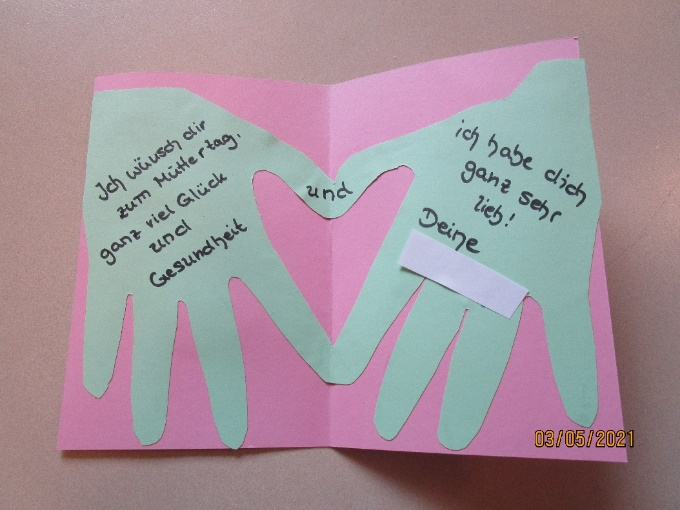 Ich wünsch dir
zum Müttertag,
ganz viel Glück
und
Gesundheit
und
ich habe dich
ganz sehr
lieb!
Deine
03/05/2021